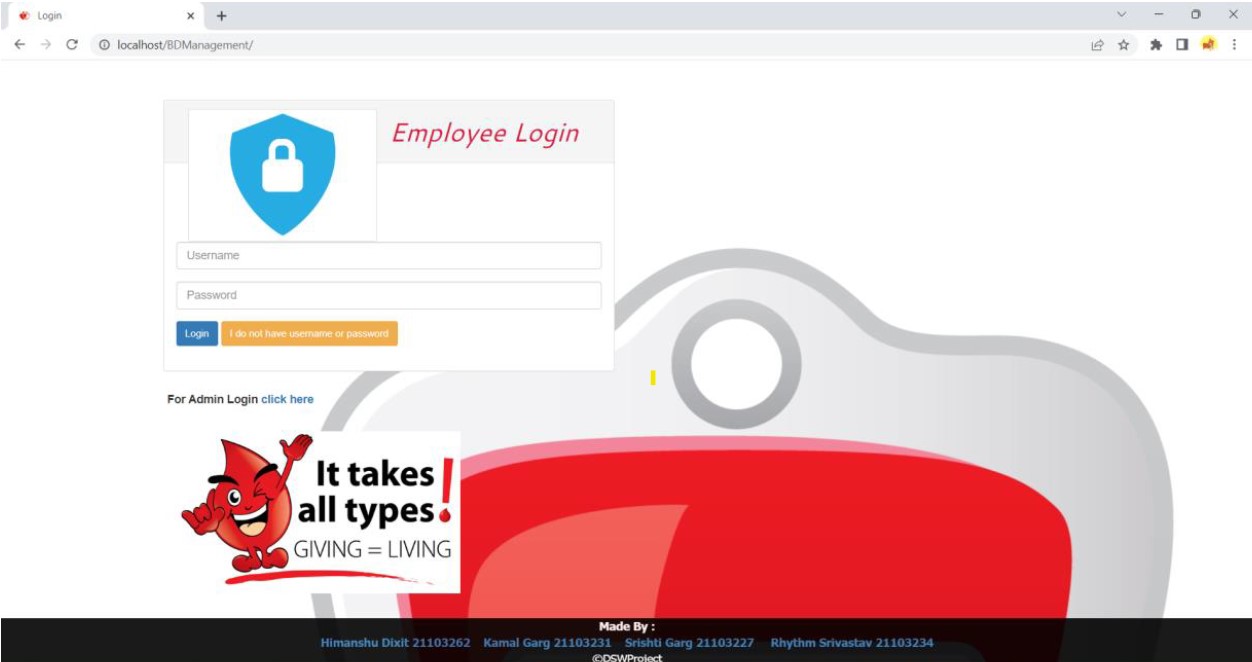 Login
localhost/BDManagement/
Employee Login
Username
Password
Login I do not have username or password
For Admin Login click here
It takes
all types!
GIVING = LIVING
Made By :
Himanshu Dixit 21103262 Kamal Garg 21103231 Srishti Garg 21103227 Rhythm Srivastav 21103234
©DSWProject